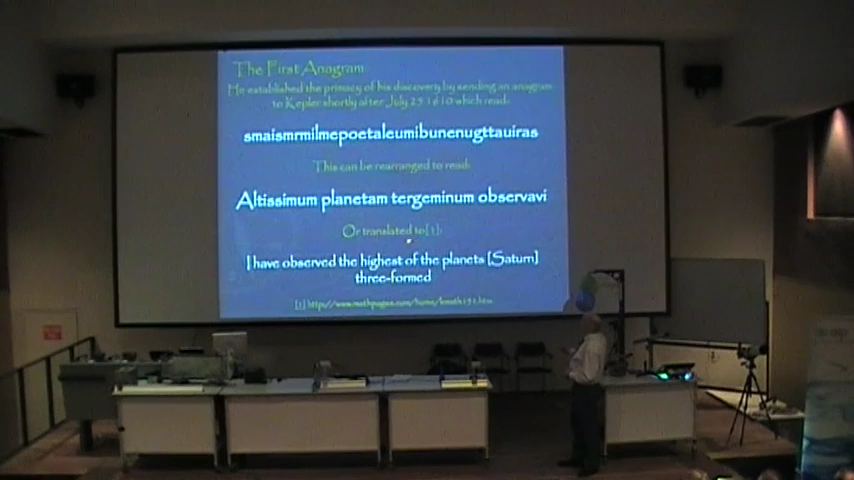 The First Anagram
He established the primacy of his discovery by sending an anagram
to Kepler shortly after July 25 1610 which read:
smaismrmilmepoetaleumibunenugttauiras
This can be rearranged to read:
Altissimum planetam tergeminum observavi
Or translated to[1]:
I have observed the highest of the planets [Saturn]
three-formed
[1] http://www.mathpages.com/home/kmath151.htm